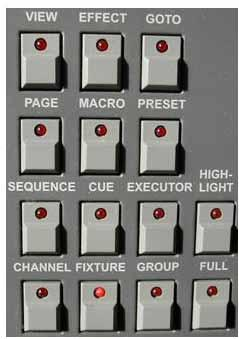 VIEW EFFECT GOTO
PAGE MACRO PRESET
HIGH-
SEQUENCE CUE EXECUTOR LIGHT
CHANNEL FIXTURE GROUP FULL